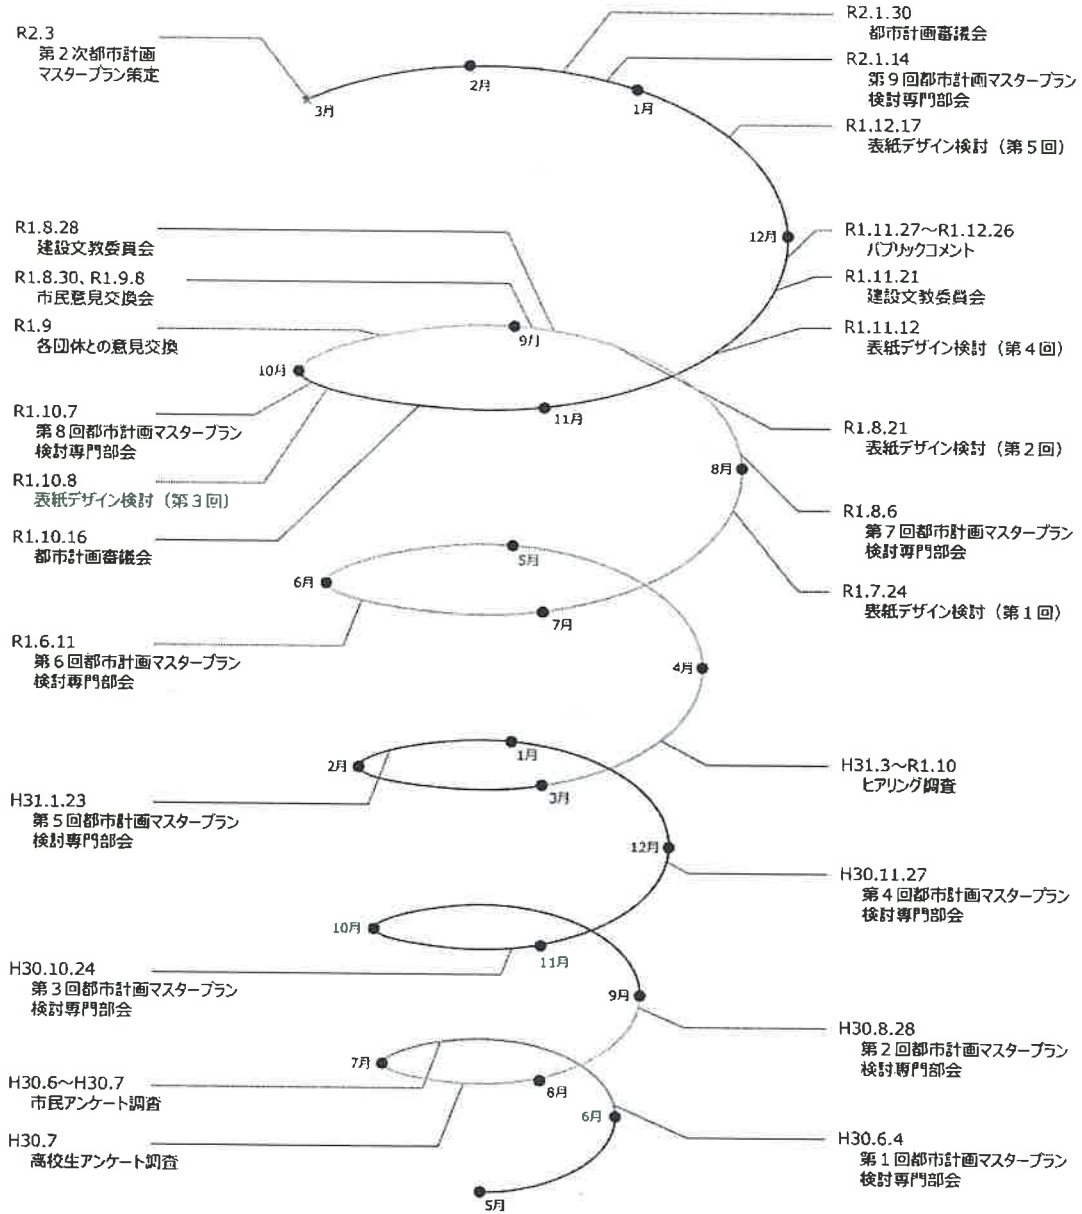 R2.3
第2次都市計画
マスタープラン策定
3月
2月
1月
R2.1.30
都市計画審議会
R2.1.14
第9回都市計画マスタープラン
検討専門部会
R1.12.17
表紙デザイン検討（第5回）
12月
R1.11.27～R1.12.26
パブリックコメント
R1.11.21
建設文教委員会
R1.11.12
表紙デザイン検討（第4回）
R1.8.28
建設文教委員会
R1.8.30、R1.9.8
市民意見交換会
R1.9
各団体との意見交換
9月
10月
11月
R1.10.7
第8回都市計画マスタープラン
検討専門部会
R1.10.8
表紙デザイン検討（第3回）
R1.10.16
都市計画審議会
R1.8.21
表紙デザイン検討（第2回）
8月
R1.8.6
第7回都市計画マスタープラン
検討専門部会
R1.7.24
表紙デザイン検討（第1回）
5月
6月
7月
R1.6.11
第6回都市計画マスタープラン
検討専門部会
4月
1月
2月
3月
H31.3～R1.10
ヒアリング調査
H31.1.23
第5回都市計画マスタープラン
検討専門部会
12月
H30.11.27
第4回都市計画マスタープラン
検討専門部会
10月
11月
H30.10.24
第3回都市計画マスタープラン
検討専門部会
9月
H30.8.28
第2回都市計画マスタープラン
検討専門部会
7月
8月
H30.6～H30.7
市民アンケート調査
6月
H30.7
高校生アンケート調査
H30.6.4
第1回都市計画マスタープラン
検討専門部会
5月